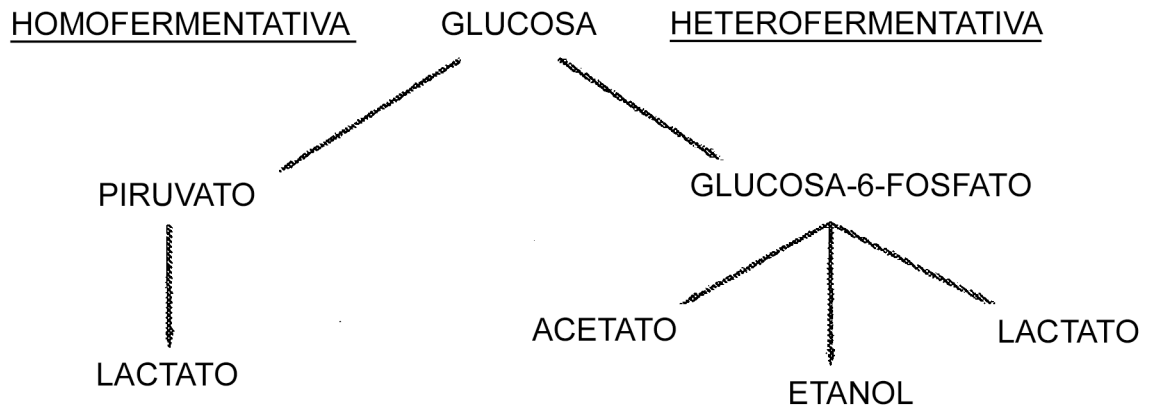 HOMOFERMENTATIVA
GLUCOSA
HETEROFERMENTATIVA
PIRUVATO
GLUCOSA-6-FOSFATO
LACTATO
ACETATO
ETANOL
LACTATO